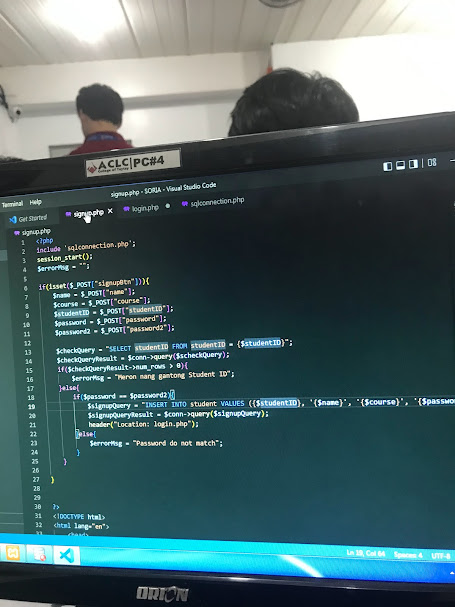 ACLC|PC#4
Terminal Help
signup.php - SORIA - Visual Studio Code
Get Started signup.php × login.php ● sqlconnection.php
signup.php
1 <?php
2 include 'sqlconnection.php';
3 session_start();
4 $errorMsg = "";
5
6 if(isset($_POST["signupBtn"])){
7 $name = $_POST["name"];
8 $course = $_POST["course"];
9 $studentID = $_POST["studentID"];
10 $password = $_POST["password"];
11 $password2 = $_POST["password2"];
12
13 $checkQuery = "SELECT studentID FROM studentID = {$studentID}";
14 $checkQueryResult = $conn->query($checkQuery);
15 if($checkQueryResult->num_rows > 0){
16 $errorMsg = "Meron nang gantong Student ID";
17 }else{
18 if($password == $password2){
19 $signupQuery = "INSERT INTO student VALUES ({$studentID}, '{$name}', '{$course}', '{$passwo
20 $signupQueryResult = $conn->query($signupQuery);
21 header("Location: login.php");
22 }else{
23 $errorMsg = "Password do not match";
24 }
25 }
26
27 }
28
29
30 ?>
31 <!DOCTYPE html>
32 <html lang="en">
33 <head>
Ln 19, Col 84 Spaces: 4 UTF-8
ORION